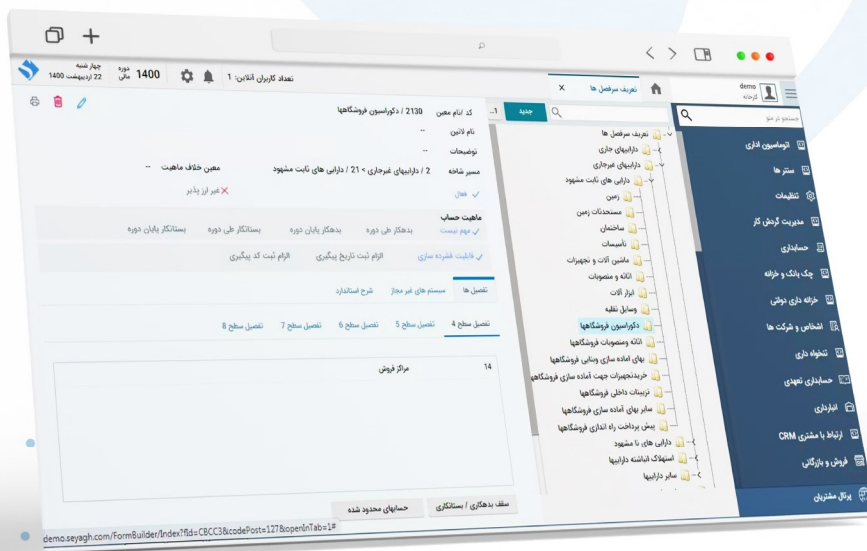 demo
کارخانه
تعریف سرفصل ها
تعداد کاربران آنلاین: 1
1400
دوره مالی
چهار شنبه
22 اردیبهشت 1400
جستجو در منو
اتوماسیون اداری
سنتر ها
تنظیمات
مدیریت گردش کار
حسابداری
چک بانک و خزانه
خزانه داری دولتی
اشخاص و شرکت ها
تنخواه داری
حسابداری تعهدی
انبارداری
ارتباط با مشتری CRM
فروش و بازرگانی
پرتال مشتریان
جدید
1...
تعریف سرفصل ها
داراییهای جاری
داراییهای غیرجاری
دارایی های ثابت مشهود
زمین
مستحدثات زمین
ساختمان
تأسیسات
ماشین آلات و تجهیزات
اثاثه و منصوبات
ابزار آلات
وسایل نقلیه
دکوراسیون فروشگاهها
اثاثه ومنصوبات فروشگاهها
بهای اماده سازی وبنایی فروشگاهها
خریدتجهیزات جهت آماده سازی فروشگاهها
تزیینات داخلی فروشگاهها
سایر بهای آماده سازی فروشگاهها
پیش پرداخت راه اندازی فروشگاهها
دارایی های نا مشهود
استهلاک انباشته داراییها
سایر داراییها
کد /نام معین 2130 / دکوراسیون فروشگاهها
نام لاتین --
توضیحات --
مسیر شاخه 2 / داراییهای غیرجاری > 21 / دارایی های ثابت مشهود
معین خلاف ماهیت --
فعال
غیر ارز پذیر
ماهیت حساب
مهم نیست بدهکار طی دوره بدهکار پایان دوره بستانکار طی دوره بستانکار پایان دوره
قابلیت فشرده سازی الزام ثبت تاریخ پیگیری الزام ثبت کد پیگیری
تفصیل ها سیستم های غیر مجاز شرح استاندارد
تفصیل سطح 4 تفصیل سطح 5 تفصیل سطح 6 تفصیل سطح 7 تفصیل سطح 8
14 مراکز فروش
سقف بدهکاری / بستانکاری حسابهای محدود شده
demo.seyagh.com/FormBuilder/Index?fId=CBCC3&codePost=127&openInTab=1#